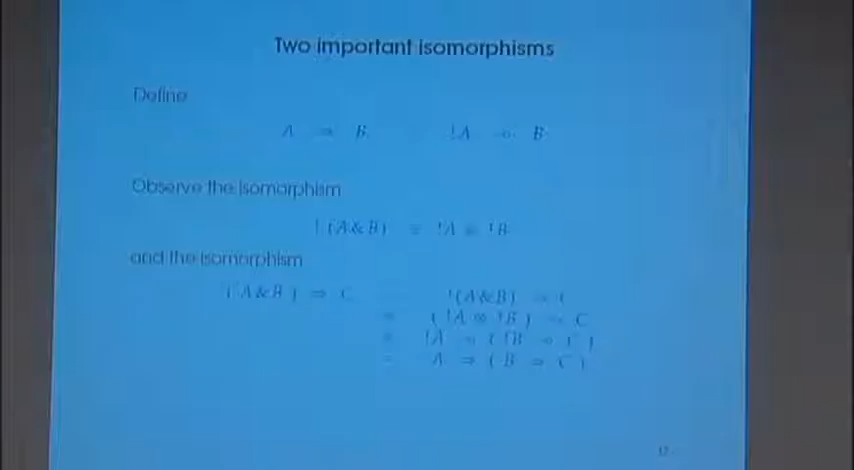 Two important isomorphisms
Define
A ⇒ B !A ⊸ B
Observe the isomorphism
!(A&B) ≅ !A ⊗ !B
and the isomorphism
(A&B) ⇒ C !(A&B) ⊸ C
≅ (!A ⊗ !B) ⊸ C
≅ !A ⊸ (!B ⊸ C)
= A ⇒ (B ⇒ C)